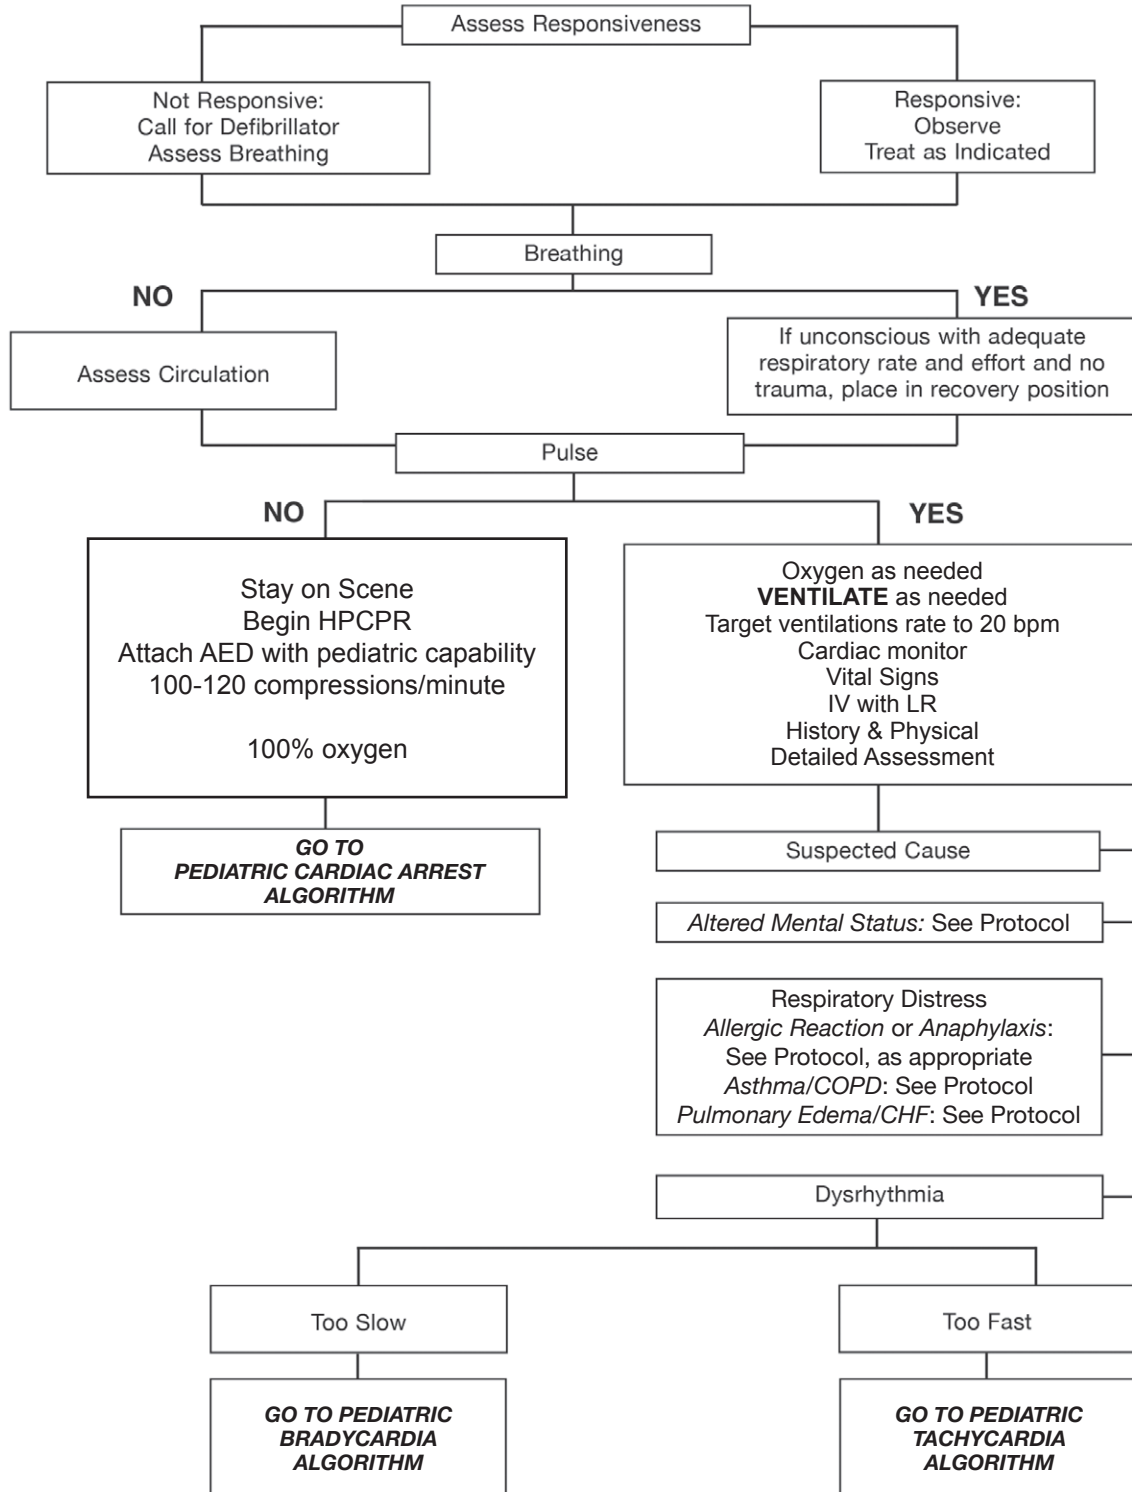 Assess Responsiveness
Not Responsive:
Call for Defibrillator
Assess Breathing
Responsive:
Observe
Treat as Indicated
Breathing
NO
YES
Assess Circulation
If unconscious with adequate
respiratory rate and effort and no
trauma, place in recovery position
Pulse
NO
YES
Stay on Scene
Begin HPCPR
Attach AED with pediatric capability
100-120 compressions/minute
100% oxygen
Oxygen as needed
VENTILATE as needed
Target ventilations rate to 20 bpm
Cardiac monitor
Vital Signs
IV with LR
History & Physical
Detailed Assessment
GO TO
PEDIATRIC CARDIAC ARREST
ALGORITHM
Suspected Cause
Altered Mental Status: See Protocol
Respiratory Distress
Allergic Reaction or Anaphylaxis:
See Protocol, as appropriate
Asthma/COPD: See Protocol
Pulmonary Edema/CHF: See Protocol
Dysrhythmia
Too Slow
Too Fast
GO TO PEDIATRIC
BRADYCARDIA
ALGORITHM
GO TO PEDIATRIC
TACHYCARDIA
ALGORITHM